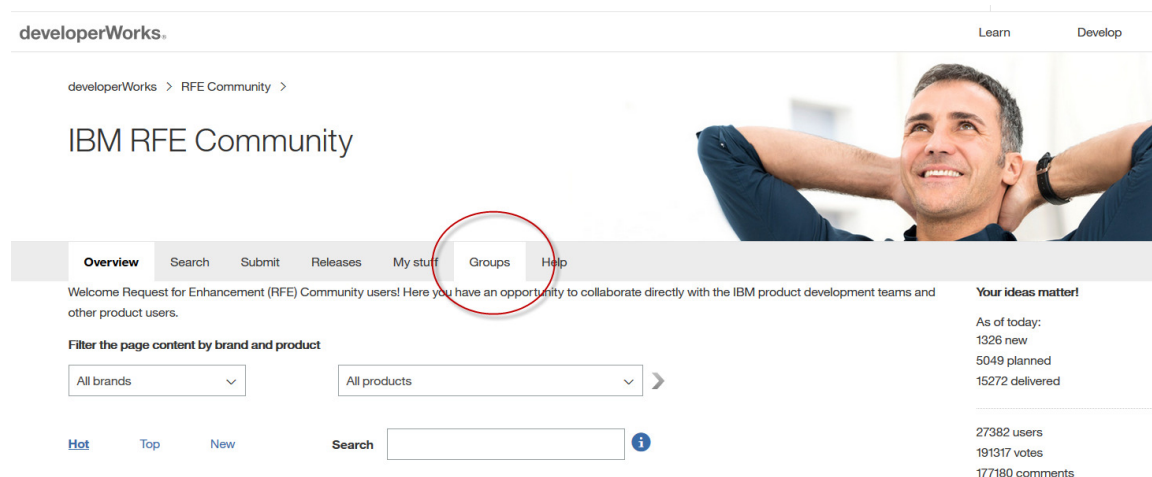 developerWorks®
Learn
Develop
developerWorks > RFE Community >
IBM RFE Community
Overview
Search
Submit
Releases
My stuff
Groups
Help
Welcome Request for Enhancement (RFE) Community users! Here you have an opportunity to collaborate directly with the IBM product development teams and
other product users.
Filter the page content by brand and product
All brands
All products
Hot
Top
New
Search
Your ideas matter!
As of today:
1326 new
5049 planned
15272 delivered
27382 users
191317 votes
177180 comments